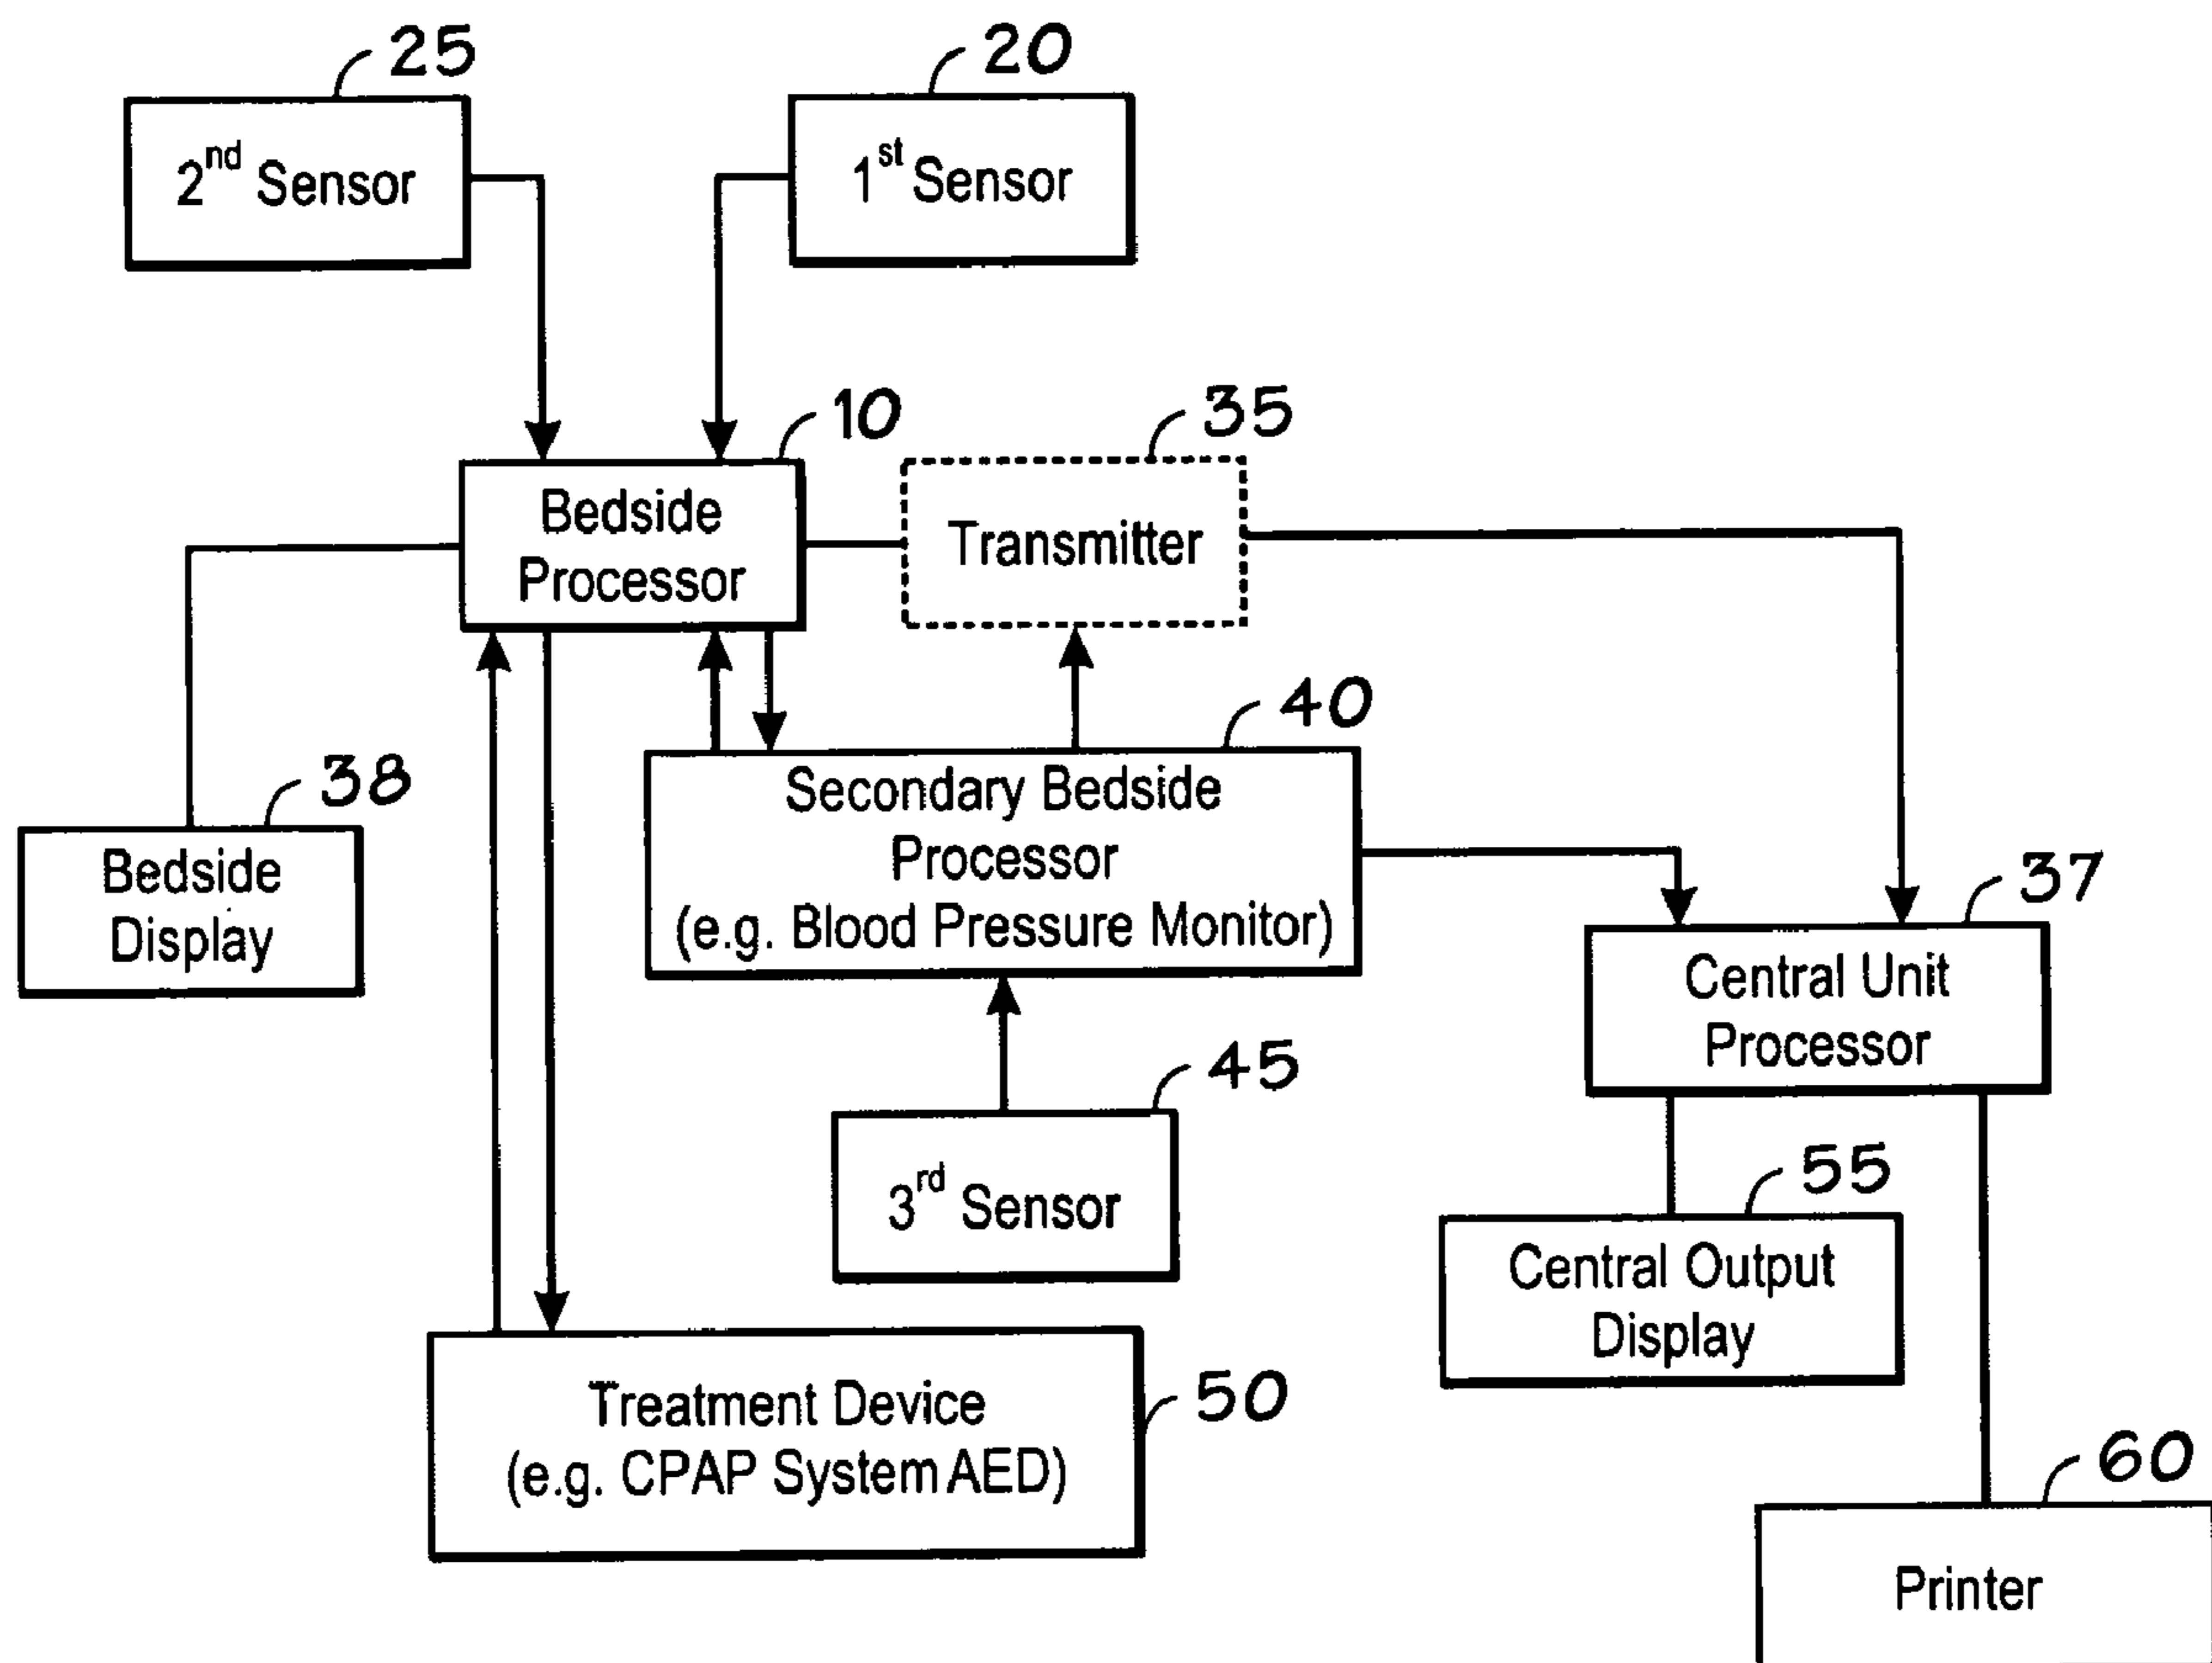 25
20
2nd Sensor
1st Sensor
10
35
Bedside
Processor
Transmitter
40
38
Secondary Bedside
Processor
(e.g. Blood Pressure Monitor)
Bedside
Display
37
Central Unit
Processor
45
3rd Sensor
55
Central Output
Display
50
Treatment Device
(e.g. CPAP System AED)
60
Printer